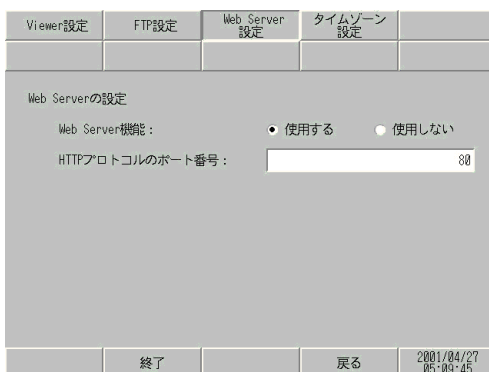 Viewer設定
FTP設定
Web Server
設定
タイムゾーン
設定
Web Serverの設定
Web Server機能：
使用する
使用しない
HTTPプロトコルのポート番号：
80
終了
戻る
2001/04/27
05:09:45